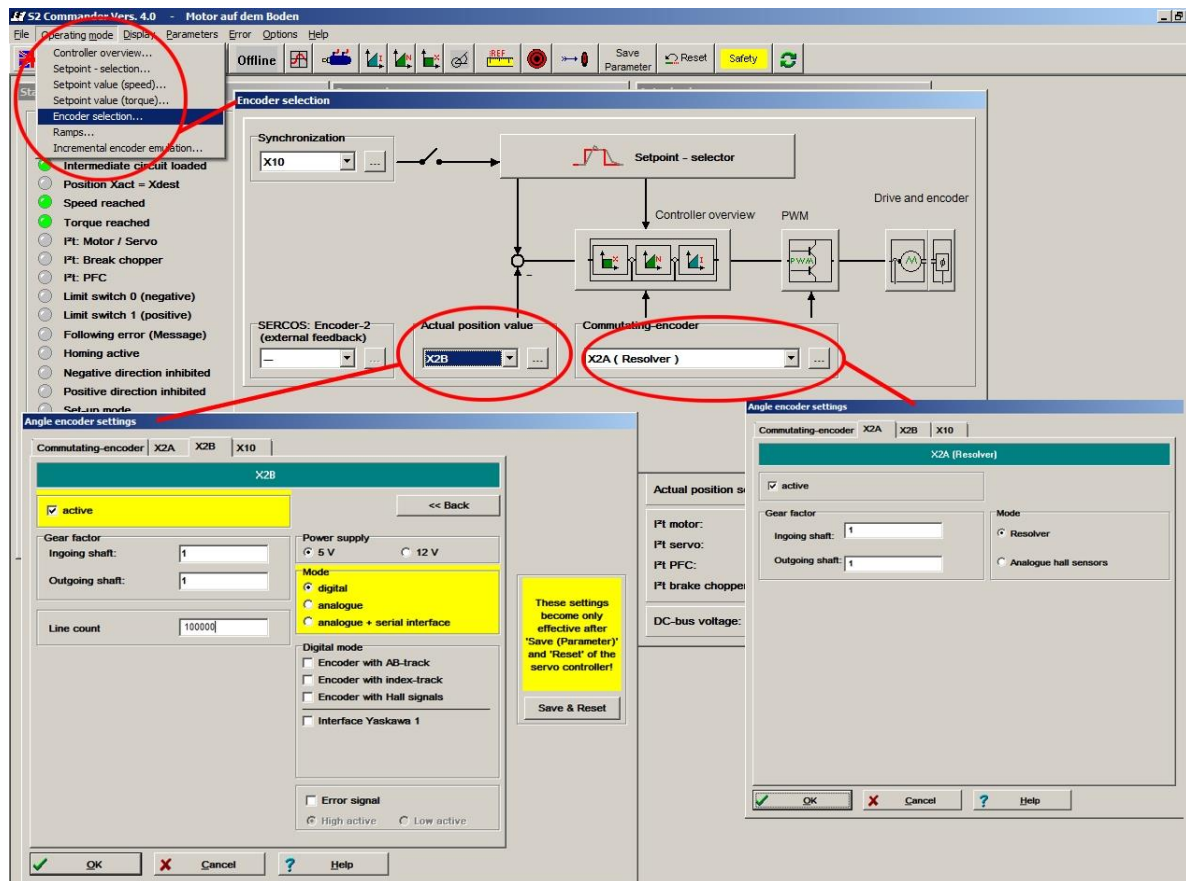 S2 Commander Vers. 4.0 - Motor auf dem Boden
File Operating mode Display Parameters Error Options Help
Controller overview...
Setpoint - selection...
Setpoint value (speed)...
Setpoint value (torque)...
Encoder selection...
Ramps...
Incremental encoder emulation...
Offline
REF
Save Parameter
Reset
Safety
Intermediate circuit loaded
Position Xact = Xdest
Speed reached
Torque reached
I²t: Motor / Servo
I²t: Break chopper
I²t: PFC
Limit switch 0 (negative)
Limit switch 1 (positive)
Following error (Message)
Homing active
Negative direction inhibited
Positive direction inhibited
Set-up mode
Encoder selection
Synchronization
X10
...
Setpoint - selector
Controller overview
PWM
Drive and encoder
X
N
I
PWM
M
SERCOS: Encoder-2
(external feedback)
---
...
Actual position value
X2B
...
Commutating-encoder
X2A ( Resolver )
...
Angle encoder settings
Commutating-encoder X2A X2B X10
X2B
active
<< Back
Gear factor
Ingoing shaft: 1
Outgoing shaft: 1
Line count 100000
Power supply
5 V 12 V
Mode
digital
analogue
analogue + serial interface
Digital mode
Encoder with AB-track
Encoder with index-track
Encoder with Hall signals
Interface Yaskawa 1
Error signal
High active Low active
OK Cancel Help
These settings
become only
effective after
'Save (Parameter)'
and 'Reset' of the
servo controller!
Save & Reset
Actual position s
I²t motor:
I²t servo:
I²t PFC:
I²t brake chopper
DC-bus voltage:
Angle encoder settings
Commutating-encoder X2A X2B X10
X2A (Resolver)
active
Gear factor
Ingoing shaft: 1
Outgoing shaft: 1
Mode
Resolver
Analogue hall sensors
OK Cancel Help